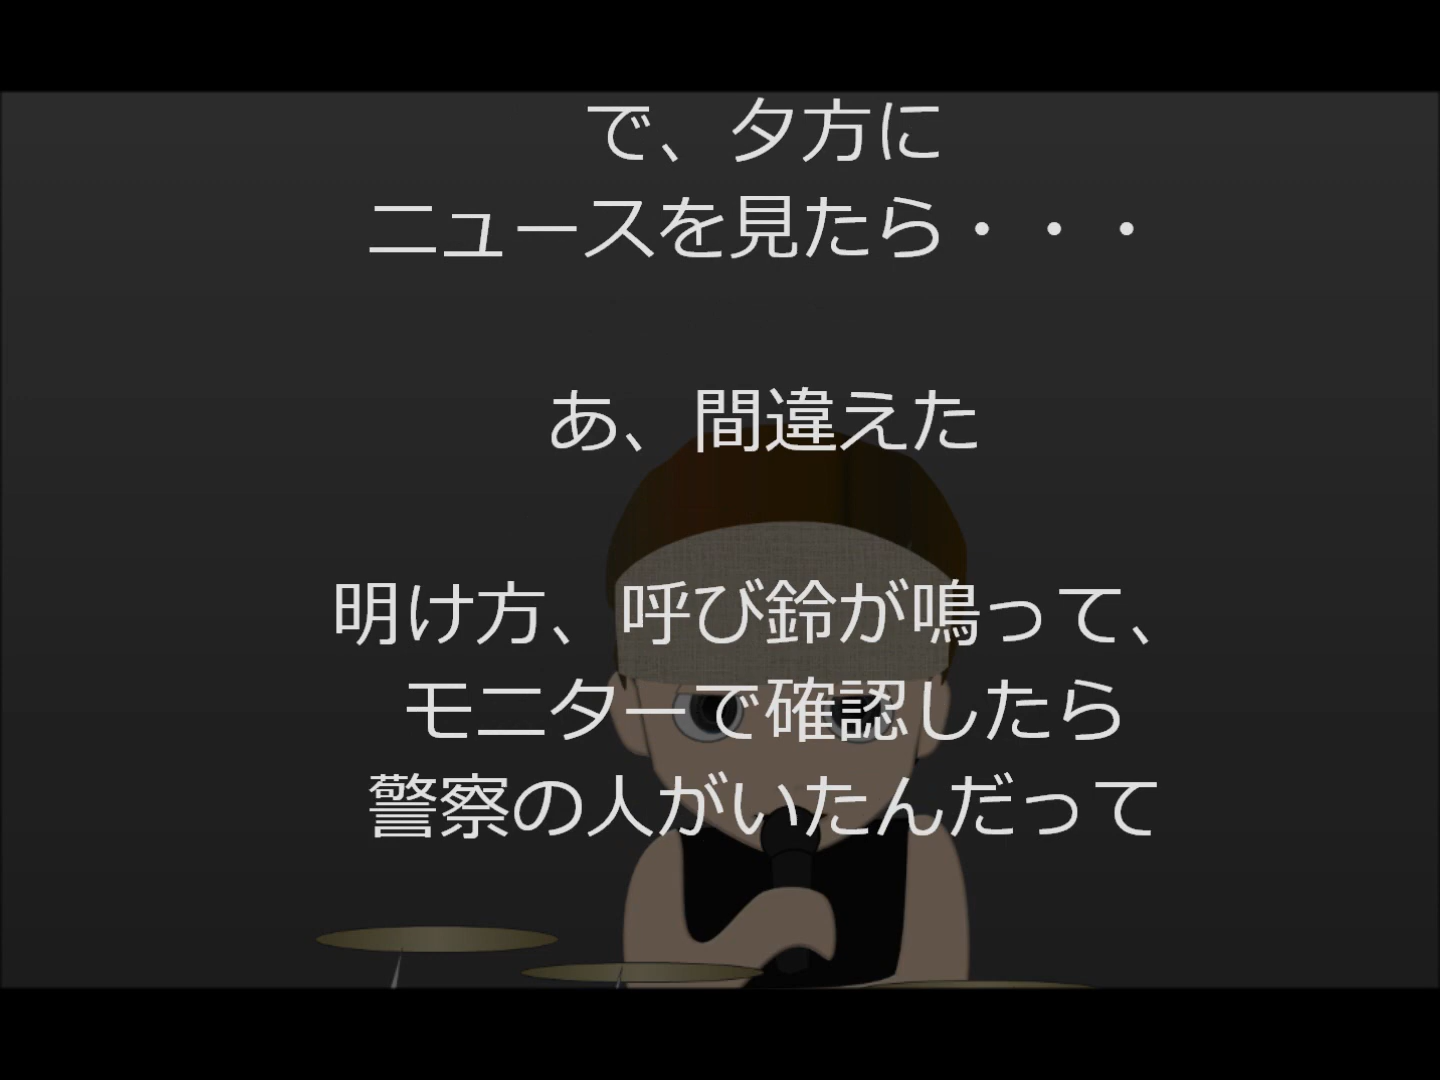 で、夕方に
ニュースを見たら・・・
あ、間違えた
明け方、呼び鈴が鳴って、
モニターで確認したら
警察の人がいたんだって